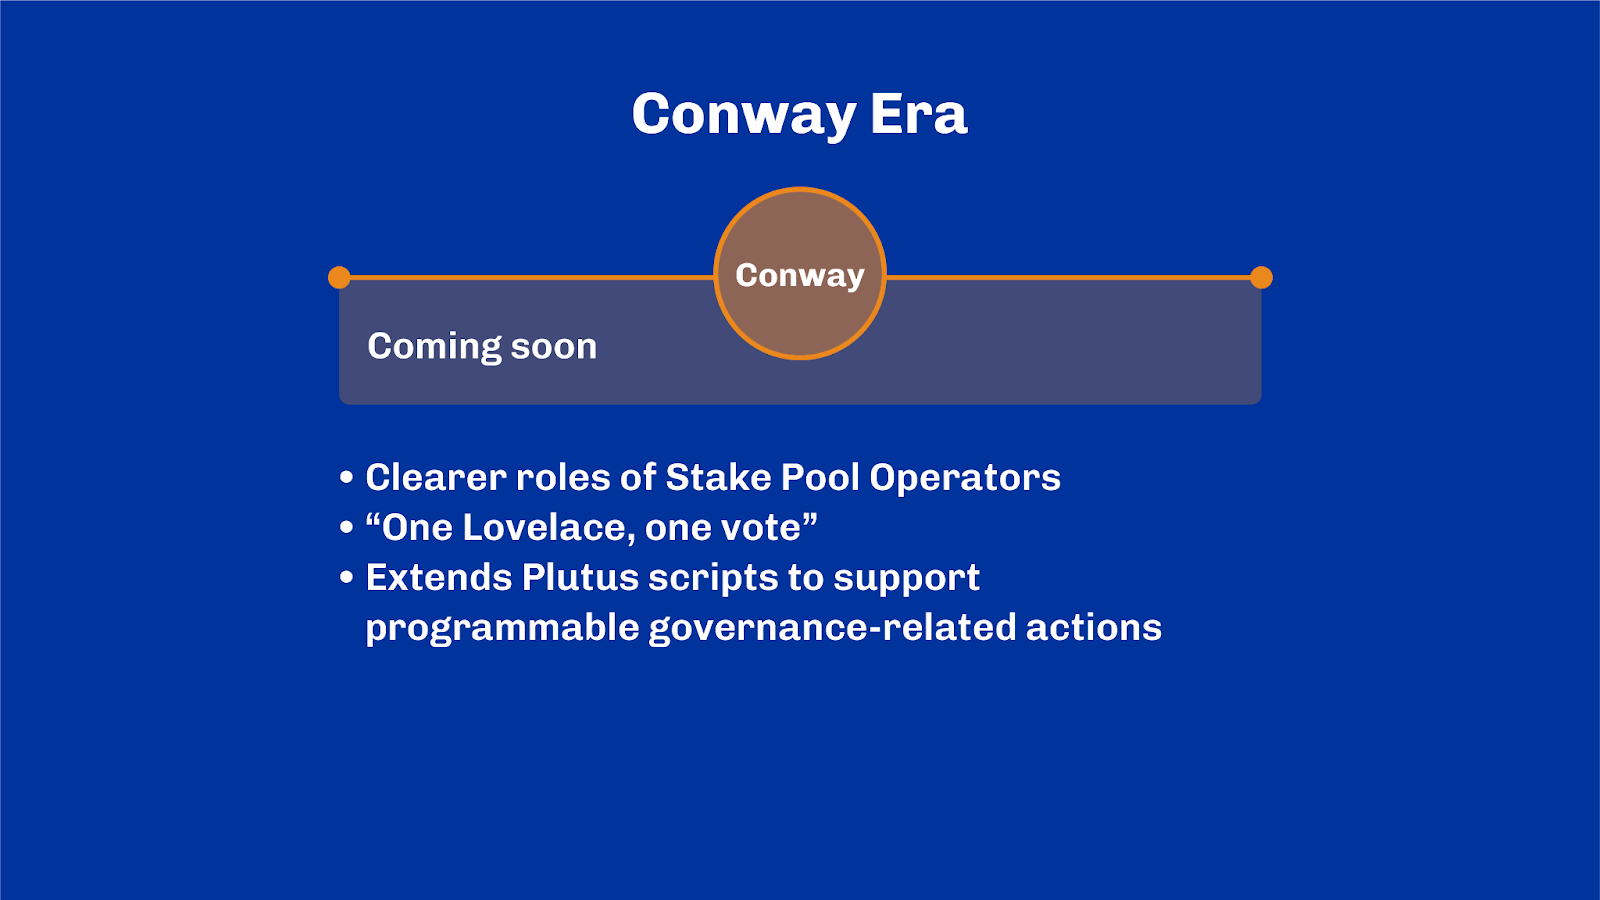 Conway Era
Conway
Coming soon
• Clearer roles of Stake Pool Operators
• “One Lovelace, one vote”
• Extends Plutus scripts to support
programmable governance-related actions